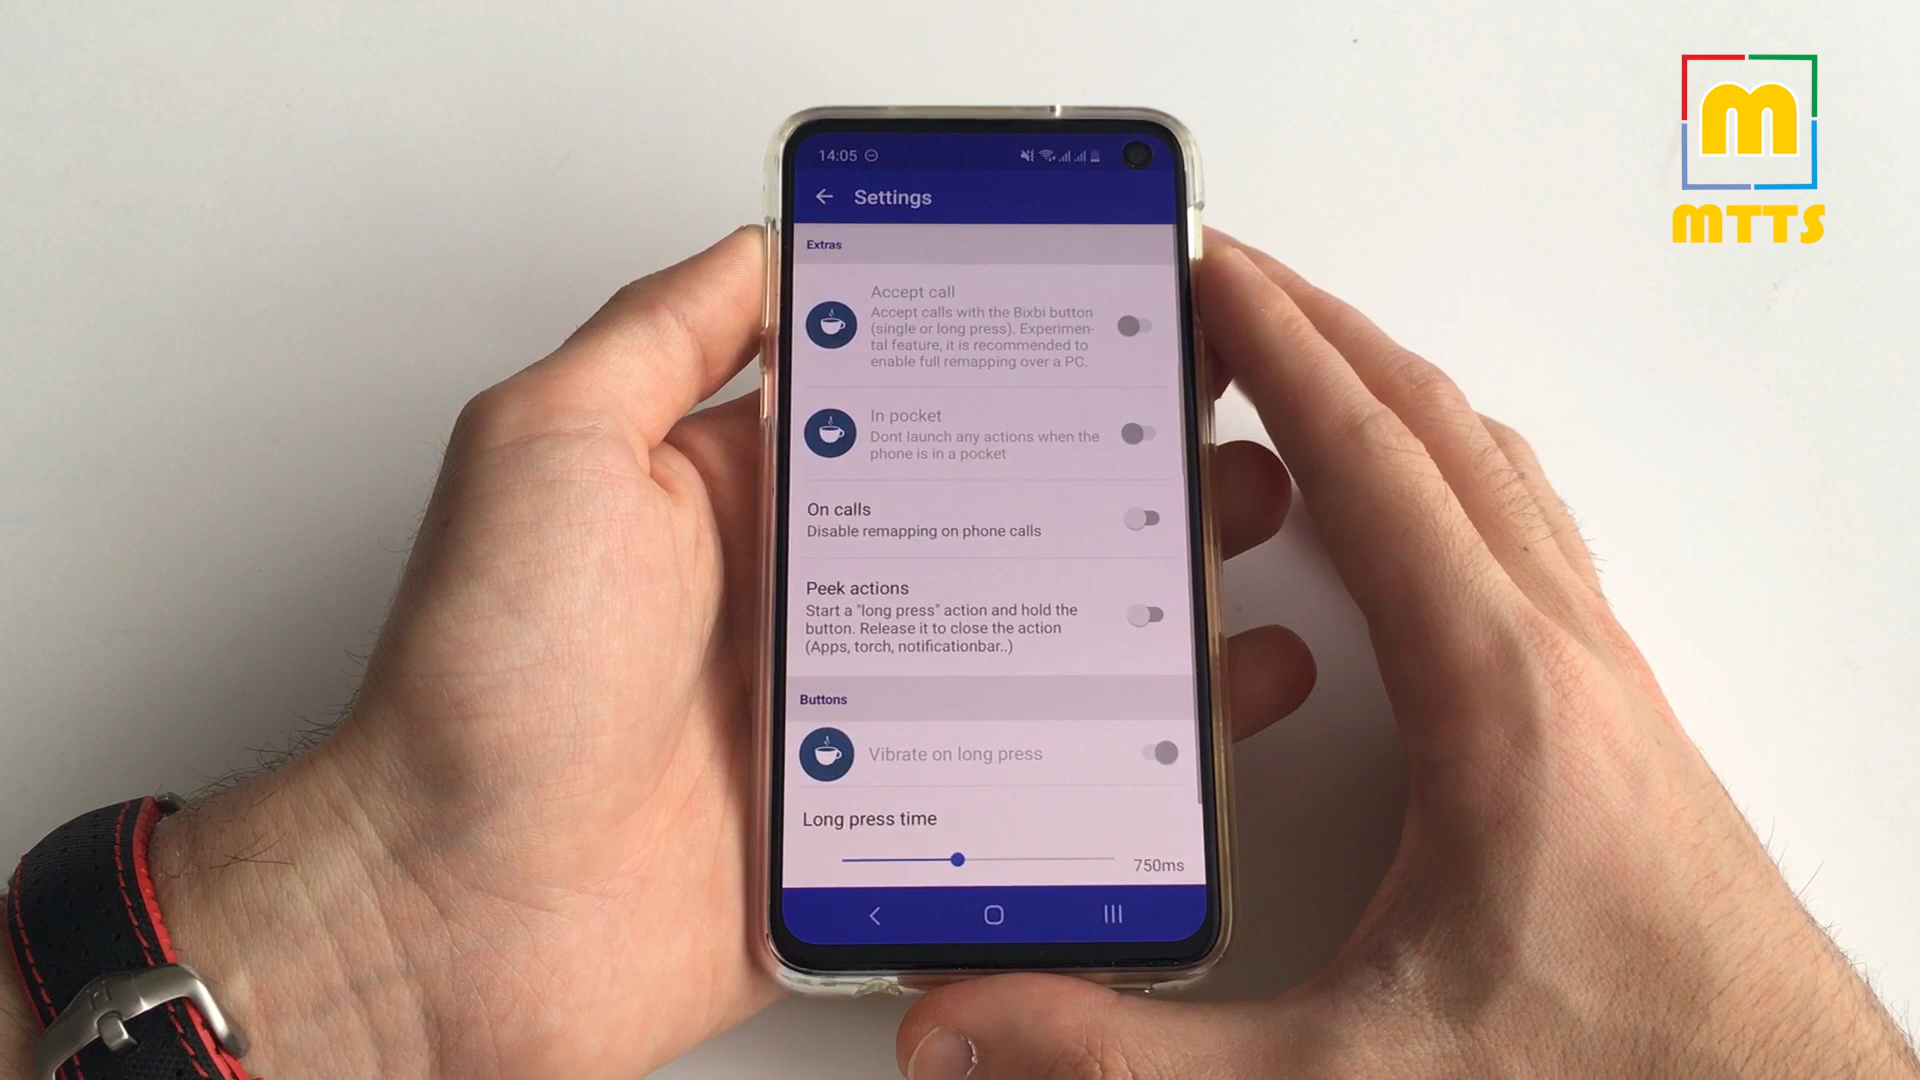 14:05
Settings
Extras
Accept call
Accept calls with the Bixbi button
(single or long press). Experimen-
tal feature, it is recommended to
enable full remapping over a PC.
In pocket
Dont launch any actions when the
phone is in a pocket
On calls
Disable remapping on phone calls
Peek actions
Start a "long press" action and hold the
button. Release it to close the action
(Apps, torch, notificationbar..)
Buttons
Vibrate on long press
Long press time
750ms
m
MTTS